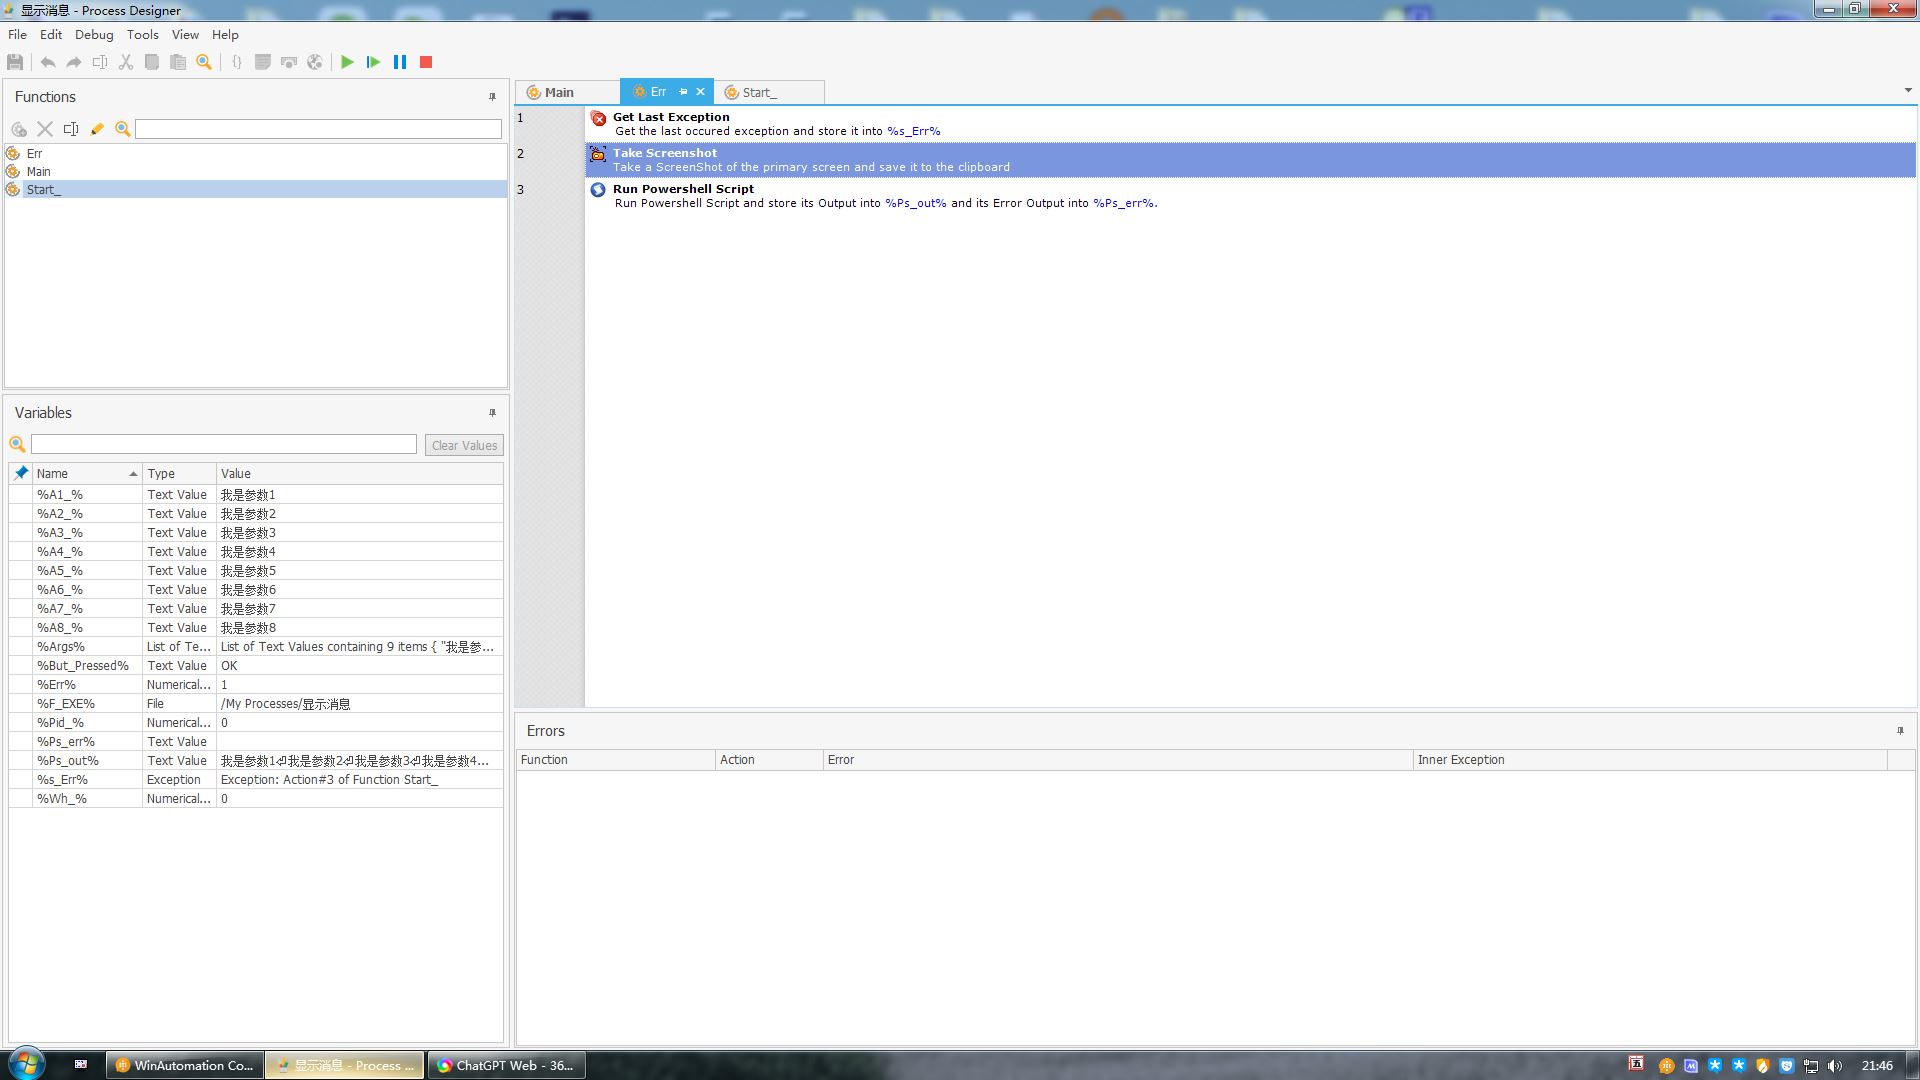 显示消息 - Process Designer
File Edit Debug Tools View Help
Functions
Err
Main
Start_
Variables
Clear Values
Name Type Value
%A1_% Text Value 我是参数1
%A2_% Text Value 我是参数2
%A3_% Text Value 我是参数3
%A4_% Text Value 我是参数4
%A5_% Text Value 我是参数5
%A6_% Text Value 我是参数6
%A7_% Text Value 我是参数7
%A8_% Text Value 我是参数8
%Args% List of Te... List of Text Values containing 9 items { "我是参...
%But_Pressed% Text Value OK
%Err% Numerical... 1
%F_EXE% File /My Processes/显示消息
%Pid_% Numerical... 0
%Ps_err% Text Value
%Ps_out% Text Value 我是参数1⏎我是参数2⏎我是参数3⏎我是参数4...
%s_Err% Exception Exception: Action#3 of Function Start_
%Wh_% Numerical... 0
Main Err Start_
1 Get Last Exception
Get the last occured exception and store it into %s_Err%
2 Take Screenshot
Take a ScreenShot of the primary screen and save it to the clipboard
3 Run Powershell Script
Run Powershell Script and store its Output into %Ps_out% and its Error Output into %Ps_err%.
Errors
Function Action Error Inner Exception
WinAutomation Co... 显示消息 - Process ... ChatGPT Web - 36... 五 21:46